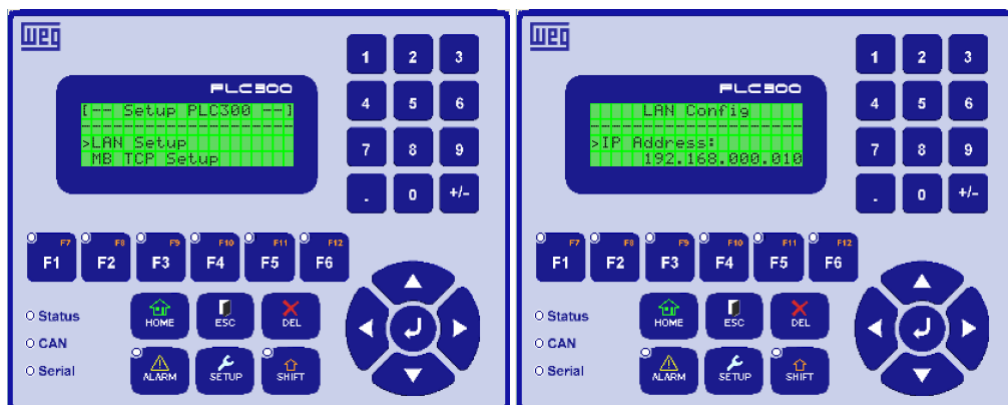 WEG
PLC300
[-- Setup PLC300 --]
--------------------
>LAN Setup
MB TCP Setup
1 2 3
4 5 6
7 8 9
. 0 +/-
F7 F8 F9 F10 F11 F12
F1 F2 F3 F4 F5 F6
Status
CAN
Serial
HOME ESC DEL
ALARM SETUP SHIFT
WEG
PLC300
LAN Config
--------------------
>IP Address:
192.168.000.010
1 2 3
4 5 6
7 8 9
. 0 +/-
F7 F8 F9 F10 F11 F12
F1 F2 F3 F4 F5 F6
Status
CAN
Serial
HOME ESC DEL
ALARM SETUP SHIFT